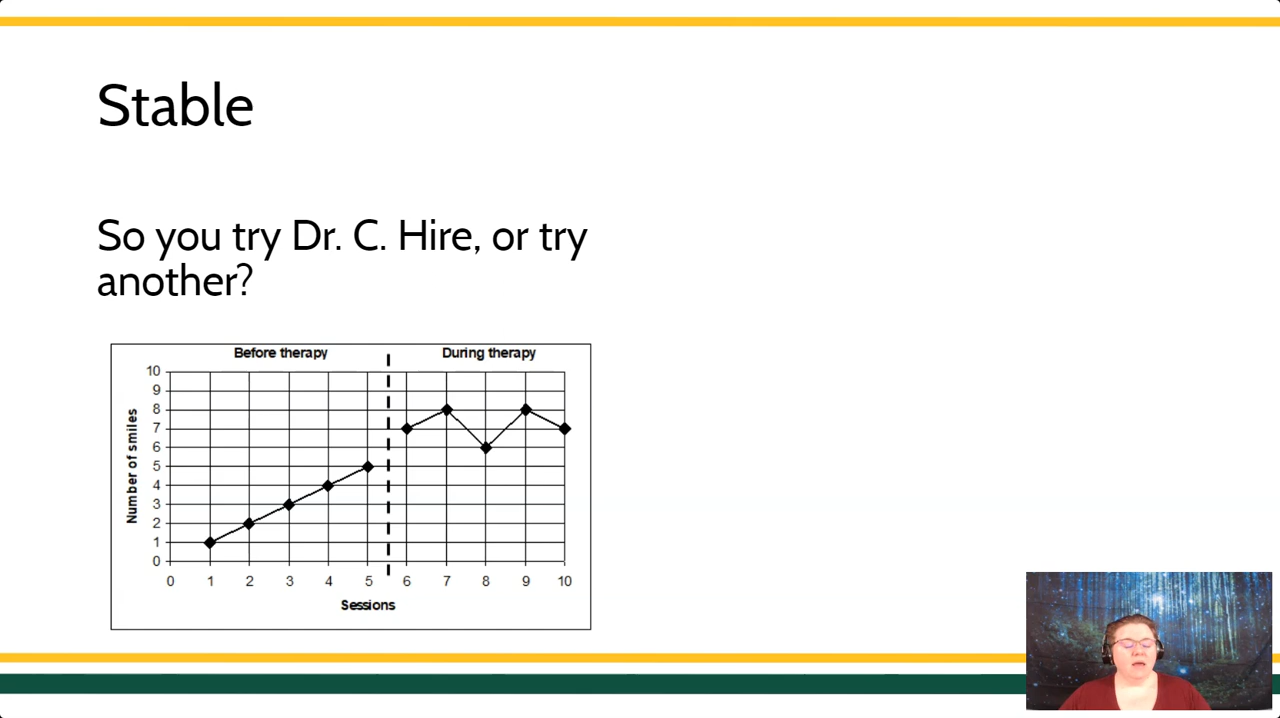 Stable
So you try Dr. C. Hire, or try
another?
Before therapy
During therapy
Number of smiles
10
9
8
7
6
5
4
3
2
1
0
0 1 2 3 4 5 6 7 8 9 10
Sessions